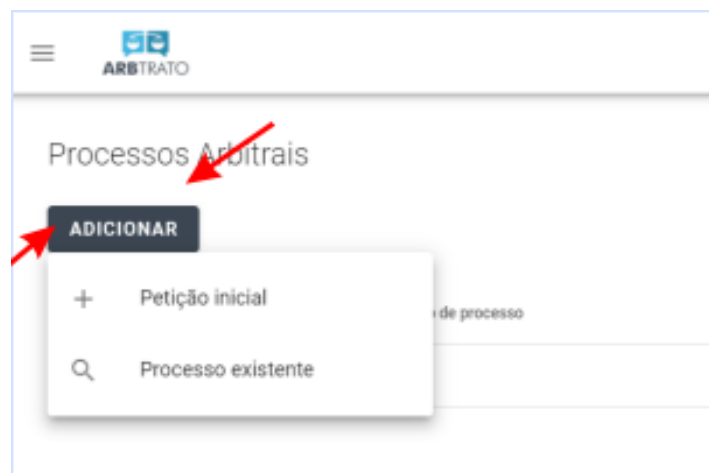 ARBTRATO
Processos Arbitrais
ADICIONAR
Petição inicial
de processo
Processo existente